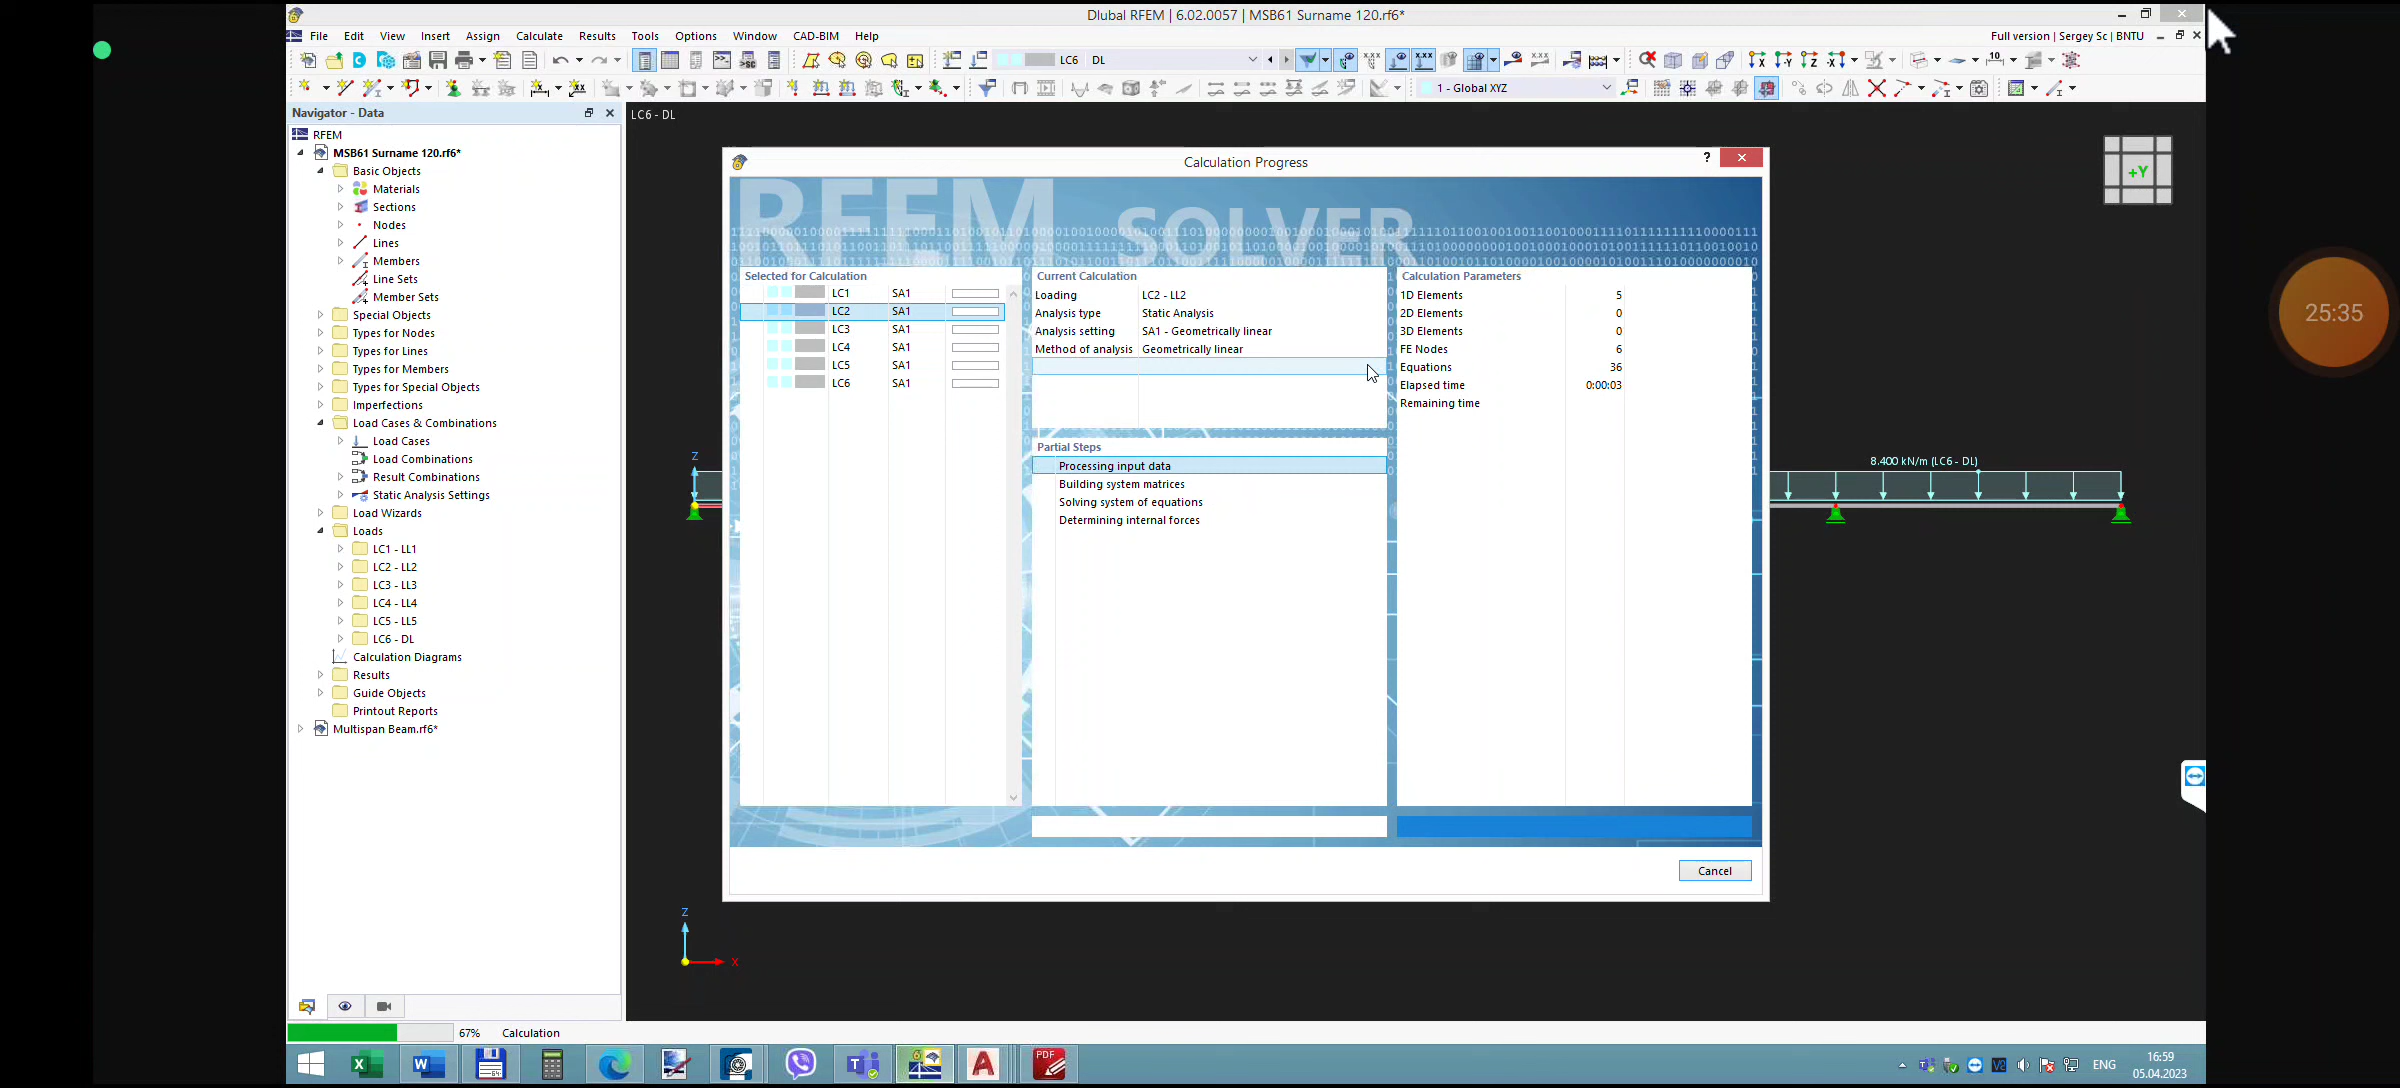 Dlubal RFEM | 6.02.0057 | MSB61 Surname 120.rf6*
File Edit View Insert Assign Calculate Results Tools Options Window CAD-BIM Help
Full version | Sergey Sc | BNTU
LC6 DL
1 - Global XYZ
Navigator - Data
LC6 - DL
RFEM
MSB61 Surname 120.rf6*
Basic Objects
Materials
Sections
Nodes
Lines
Members
Line Sets
Member Sets
Special Objects
Types for Nodes
Types for Lines
Types for Members
Types for Special Objects
Imperfections
Load Cases & Combinations
Load Cases
Load Combinations
Result Combinations
Static Analysis Settings
Load Wizards
Loads
LC1 - LL1
LC2 - LL2
LC3 - LL3
LC4 - LL4
LC5 - LL5
LC6 - DL
Calculation Diagrams
Results
Guide Objects
Printout Reports
Multispan Beam.rf6*
Calculation Progress
RFEM SOLVER
Selected for Calculation
LC1 SA1
LC2 SA1
LC3 SA1
LC4 SA1
LC5 SA1
LC6 SA1
Current Calculation
Loading LC2 - LL2
Analysis type Static Analysis
Analysis setting SA1 - Geometrically linear
Method of analysis Geometrically linear
Partial Steps
Processing input data
Building system matrices
Solving system of equations
Determining internal forces
Calculation Parameters
1D Elements 5
2D Elements 0
3D Elements 0
FE Nodes 6
Equations 36
Elapsed time 0:00:03
Remaining time
Cancel
+Y
25:35
Z
8.400 kN/m (LC6 - DL)
Z
X
67% Calculation
PDF
ENG
16:59
05.04.2023